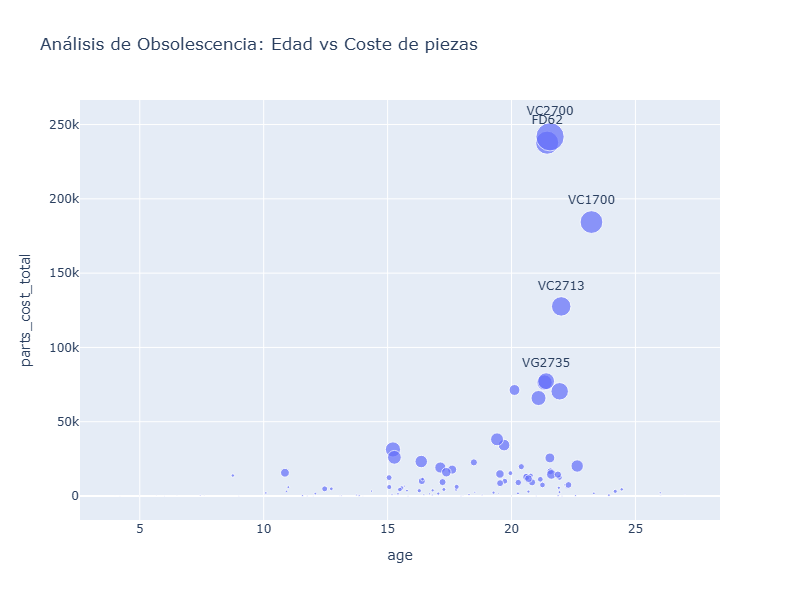 Análisis de Obsolescencia: Edad vs Coste de piezas
VC2700
FD62
VC1700
VC2713
VG2735
250k
200k
150k
100k
50k
0
parts_cost_total
5
10
15
20
25
age